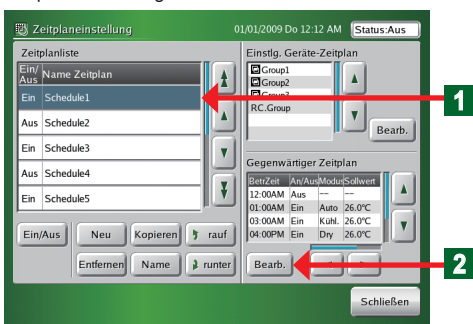 Zeitplaneinstellung 01/01/2009 Do 12:12 AM Status:Aus
Zeitplanliste
Ein/Aus Name Zeitplan
Ein Schedule1
Aus Schedule2
Ein Schedule3
Aus Schedule4
Ein Schedule5
Ein/Aus Neu Kopieren rauf
Entfernen Name runter
Einstlg. Geräte-Zeitplan
Group1
Group2
RC.Group
Bearb.
Gegenwärtiger Zeitplan
BetrZeit An/Aus Modus Sollwert
12:00AM Aus -- --
01:00AM Ein Auto 26.0°C
03:00AM Ein Kühl. 26.0°C
04:00PM Ein Dry 26.0°C
Bearb.
Schließen
1
2